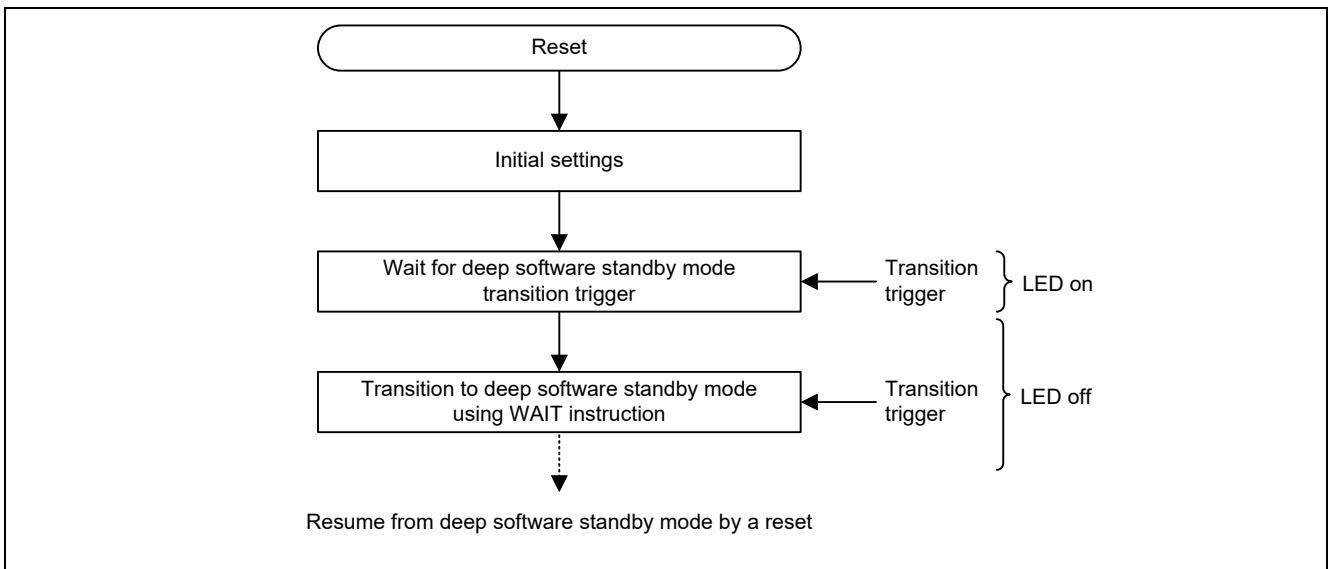 Reset
Initial settings
Wait for deep software standby mode
transition trigger
Transition
trigger
LED on
Transition to deep software standby mode
using WAIT instruction
Transition
trigger
LED off
Resume from deep software standby mode by a reset